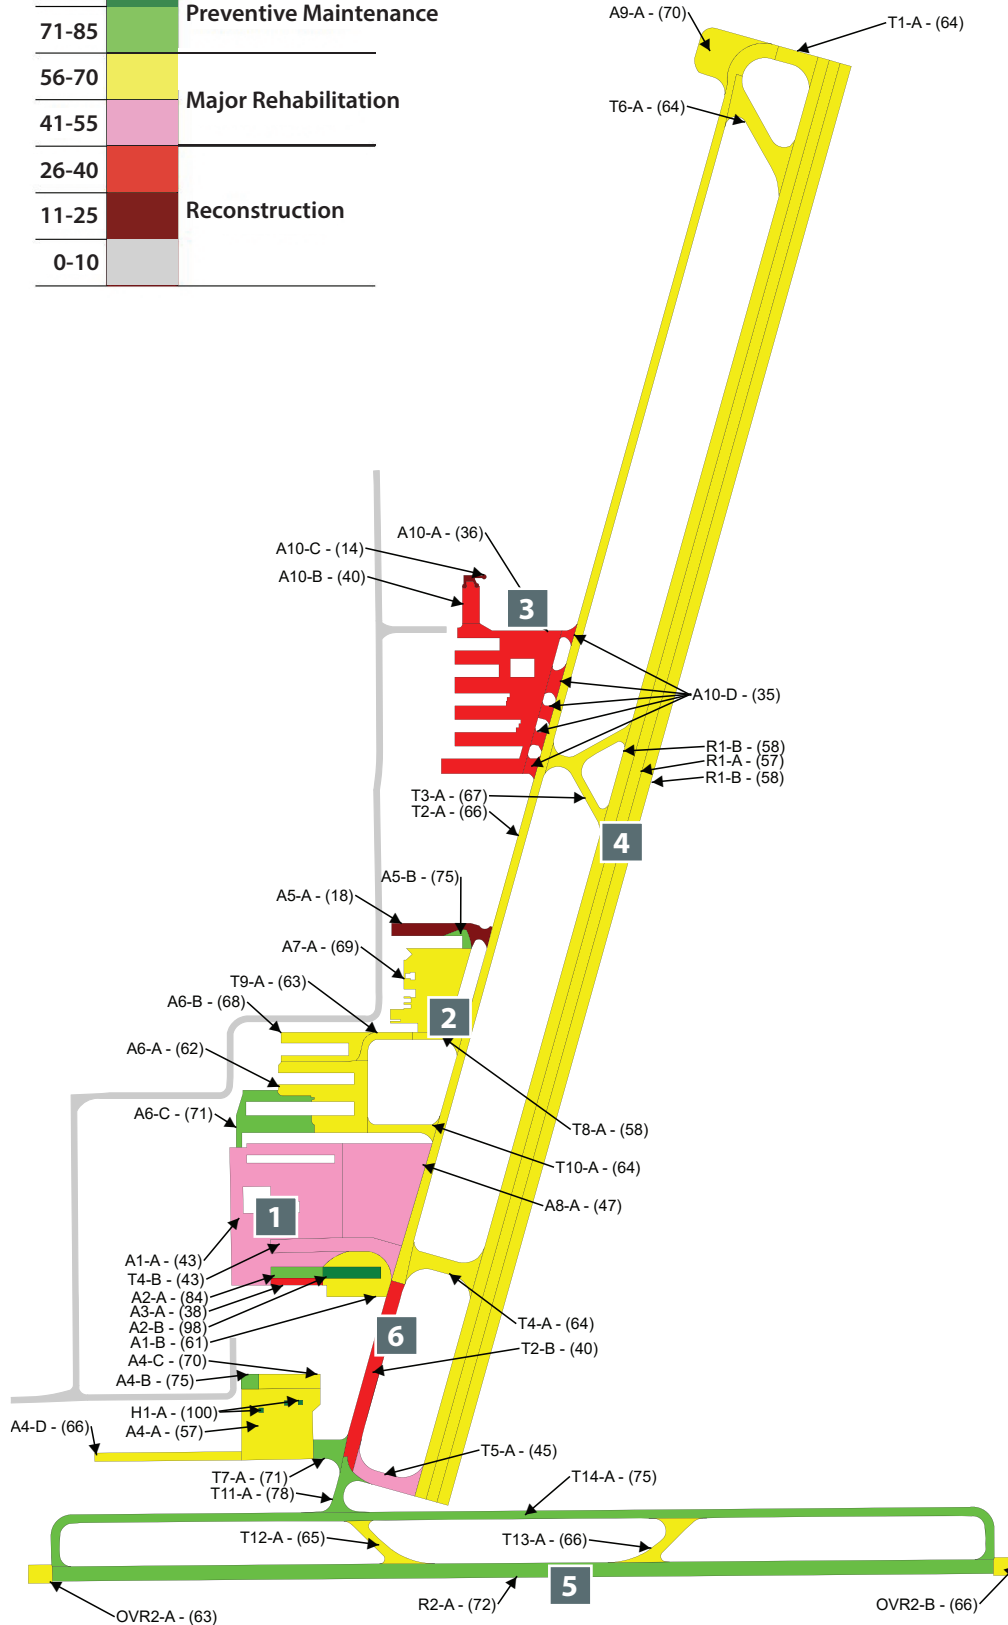 Preventive Maintenance
71-85
56-70
Major Rehabilitation
41-55
26-40
11-25
Reconstruction
0-10
A9-A - (70)
T1-A - (64)
T6-A - (64)
A10-A - (36)
A10-C - (14)
A10-B - (40)
3
A10-D - (35)
R1-B - (58)
R1-A - (57)
R1-B - (58)
T3-A - (67)
T2-A - (66)
4
A5-B - (75)
A5-A - (18)
A7-A - (69)
T9-A - (63)
A6-B - (68)
2
A6-A - (62)
A6-C - (71)
T8-A - (58)
T10-A - (64)
A8-A - (47)
1
A1-A - (43)
T4-B - (43)
A2-A - (84)
A3-A - (38)
A2-B - (98)
A1-B - (61)
T4-A - (64)
6
T2-B - (40)
A4-C - (70)
A4-B - (75)
H1-A - (100)
A4-D - (66)
A4-A - (57)
T5-A - (45)
T7-A - (71)
T11-A - (78)
T14-A - (75)
T12-A - (65)
T13-A - (66)
5
R2-A - (72)
OVR2-A - (63)
OVR2-B - (66)